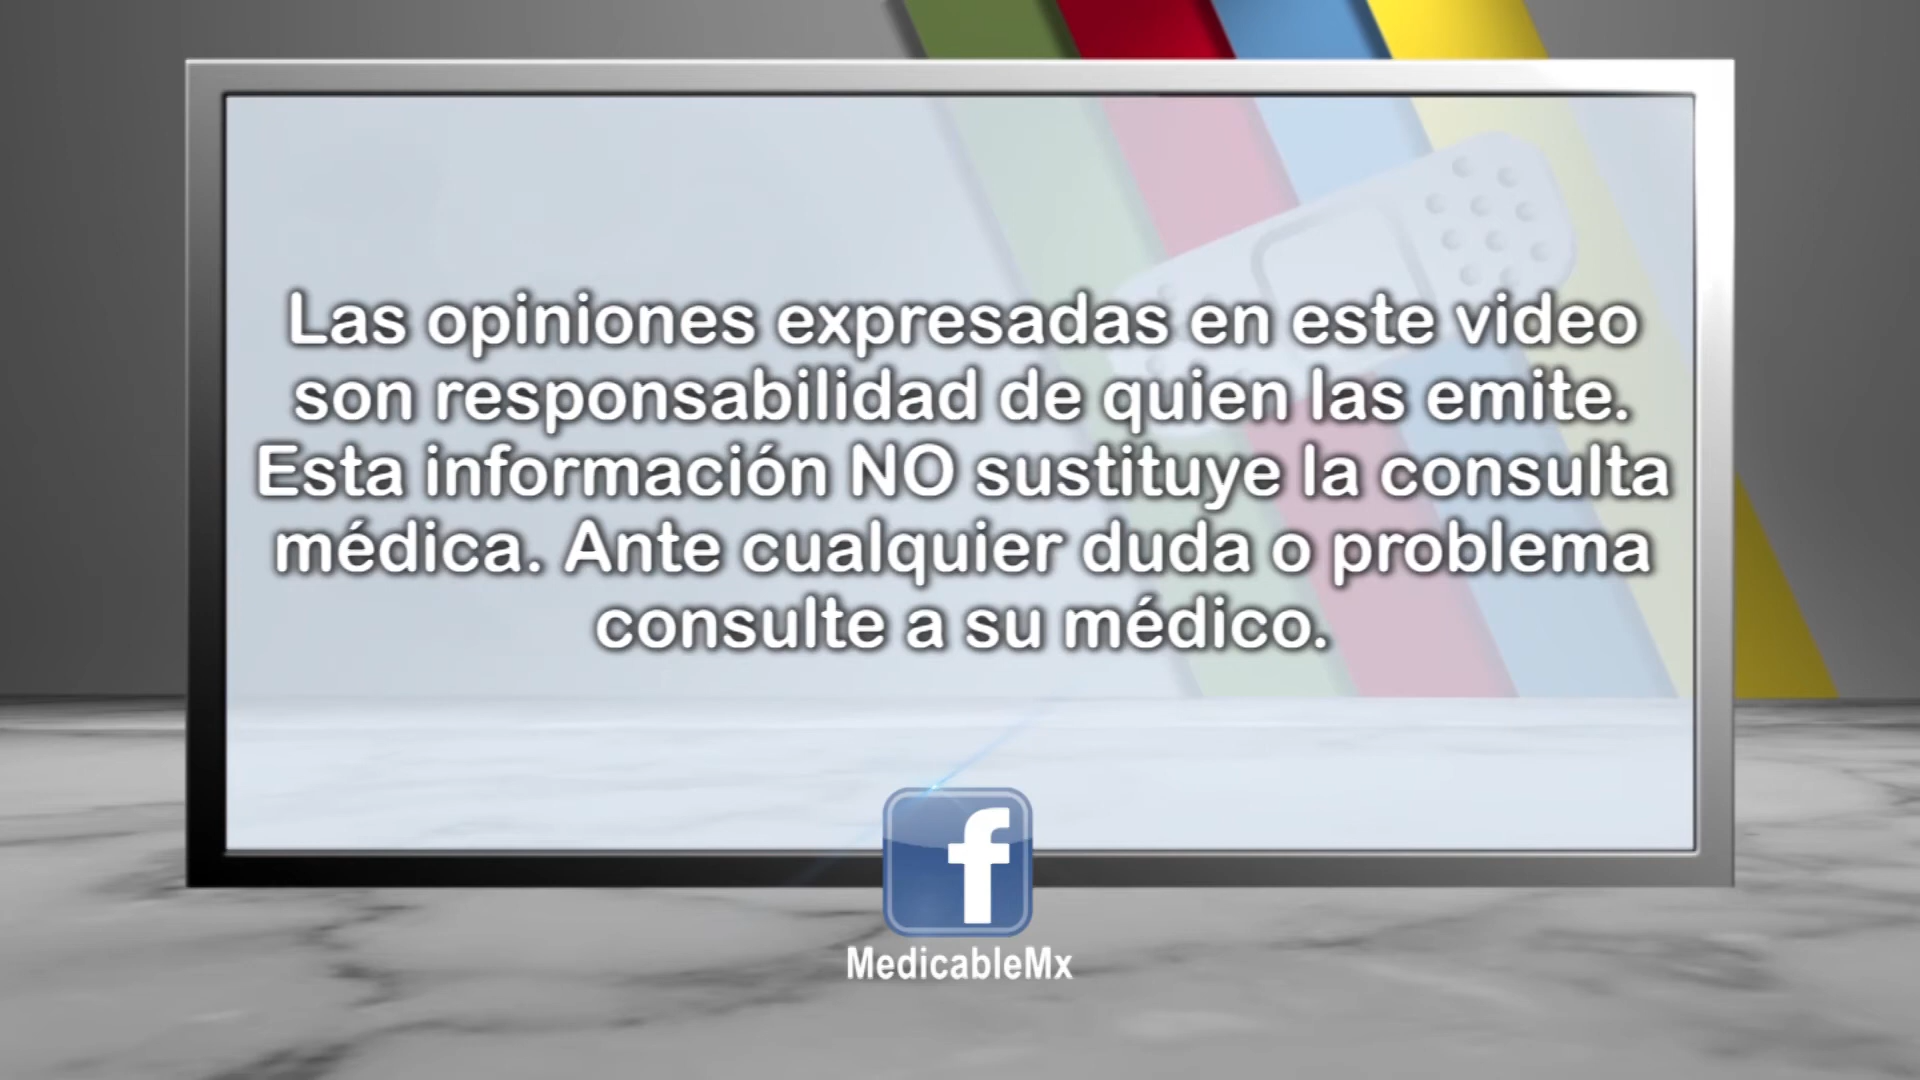 Las opiniones expresadas en este video
son responsabilidad de quien las emite.
Esta información NO sustituye la consulta
médica. Ante cualquier duda o problema
consulte a su médico.
f
MedicableMx